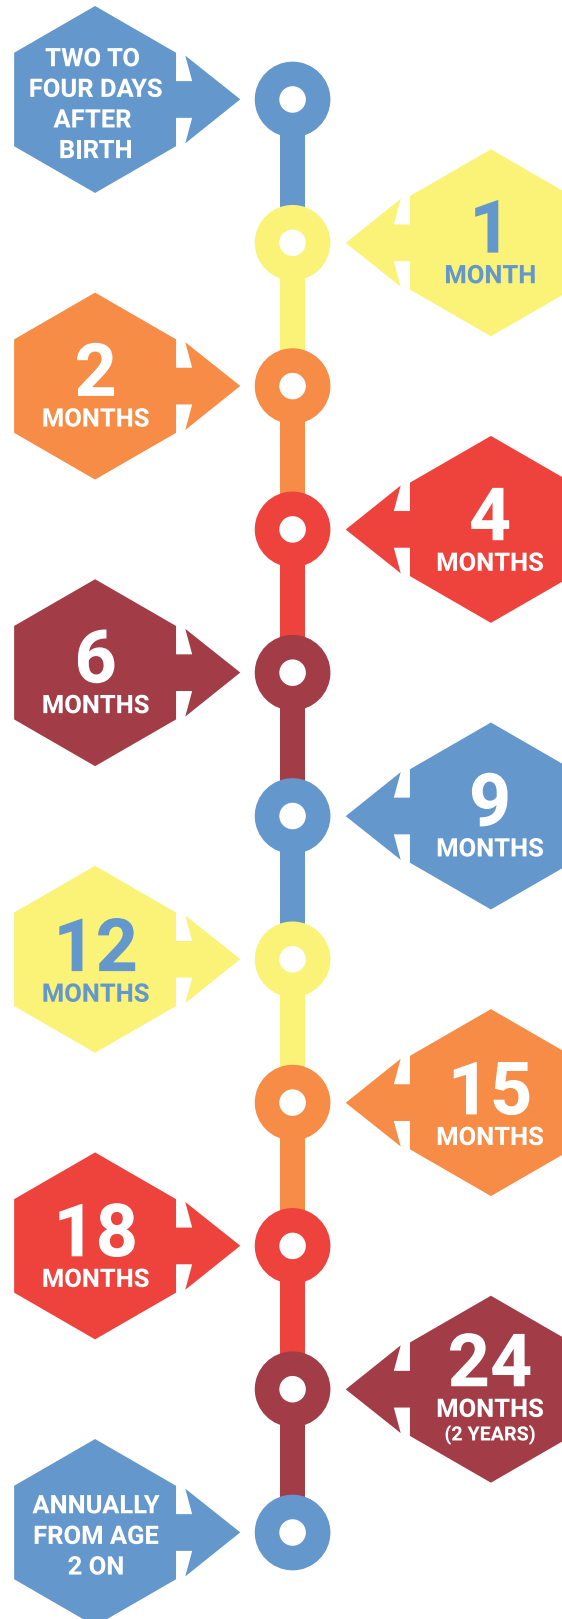 TWO TO
FOUR DAYS
AFTER
BIRTH
1
MONTH
2
MONTHS
4
MONTHS
6
MONTHS
9
MONTHS
12
MONTHS
15
MONTHS
18
MONTHS
24
MONTHS
(2 YEARS)
ANNUALLY
FROM AGE
2 ON